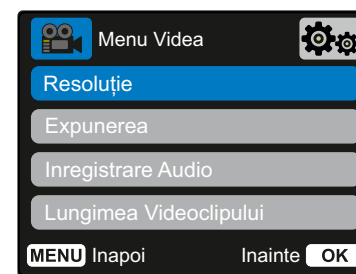 Menu Videa
Resoluție
Expunerea
Inregistrare Audio
Lungimea Videoclipului
MENU Inapoi Inainte OK